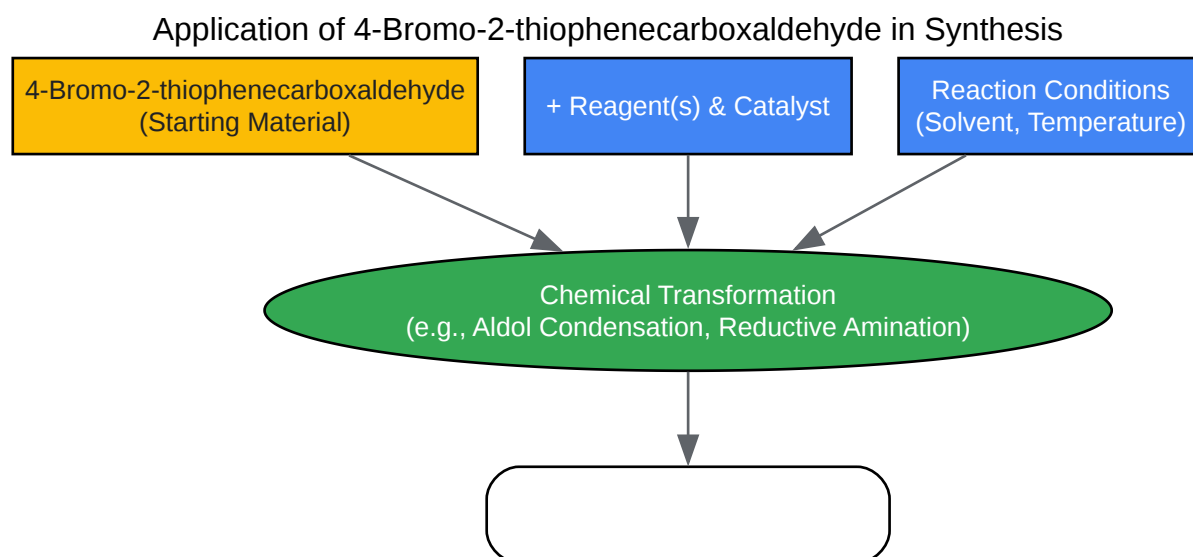 Application of 4-Bromo-2-thiophenecarboxaldehyde in Synthesis
4-Bromo-2-thiophenecarboxaldehyde
(Starting Material)
+ Reagent(s) & Catalyst
Reaction Conditions
(Solvent, Temperature)
Chemical Transformation
(e.g., Aldol Condensation, Reductive Amination)